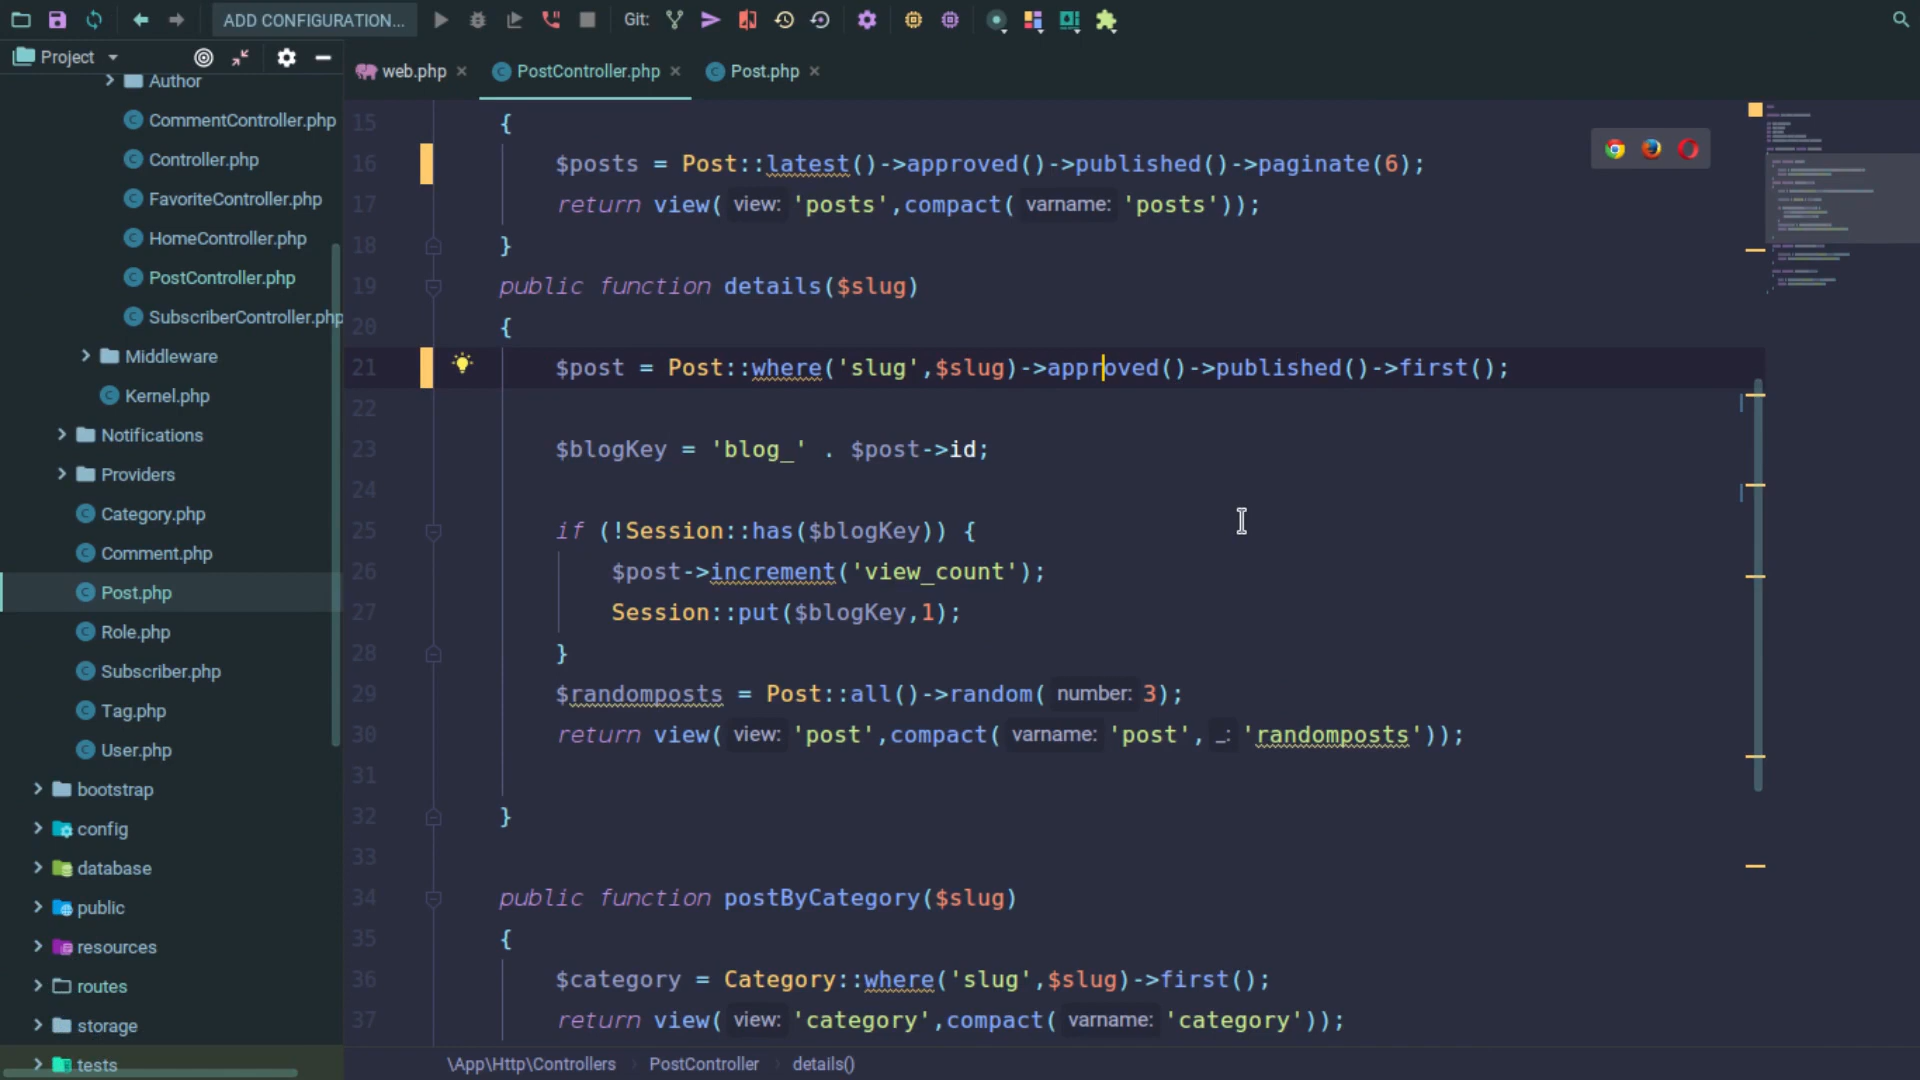 ADD CONFIGURATION...
Git:
Project
web.php
PostController.php
Post.php
Author
CommentController.php
Controller.php
FavoriteController.php
HomeController.php
PostController.php
SubscriberController.php
Middleware
Kernel.php
Notifications
Providers
Category.php
Comment.php
Post.php
Role.php
Subscriber.php
Tag.php
User.php
bootstrap
config
database
public
resources
routes
storage
tests
15 {
16 $posts = Post::latest()->approved()->published()->paginate(6);
17 return view( view: 'posts',compact( varname: 'posts'));
18 }
19 public function details($slug)
20 {
21 $post = Post::where('slug',$slug)->approved()->published()->first();
22
23 $blogKey = 'blog_' . $post->id;
24
25 if (!Session::has($blogKey)) {
26 $post->increment('view_count');
27 Session::put($blogKey,1);
28 }
29 $randomposts = Post::all()->random( number: 3);
30 return view( view: 'post',compact( varname: 'post', _: 'randomposts'));
31
32 }
33
34 public function postByCategory($slug)
35 {
36 $category = Category::where('slug',$slug)->first();
37 return view( view: 'category',compact( varname: 'category'));
\App\Http\Controllers
PostController
details()